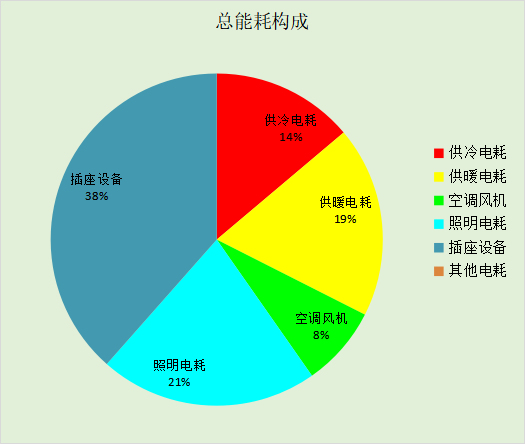 总能耗构成
供冷电耗
14%
供暖电耗
19%
空调风机
8%
照明电耗
21%
插座设备
38%
供冷电耗
供暖电耗
空调风机
照明电耗
插座设备
其他电耗